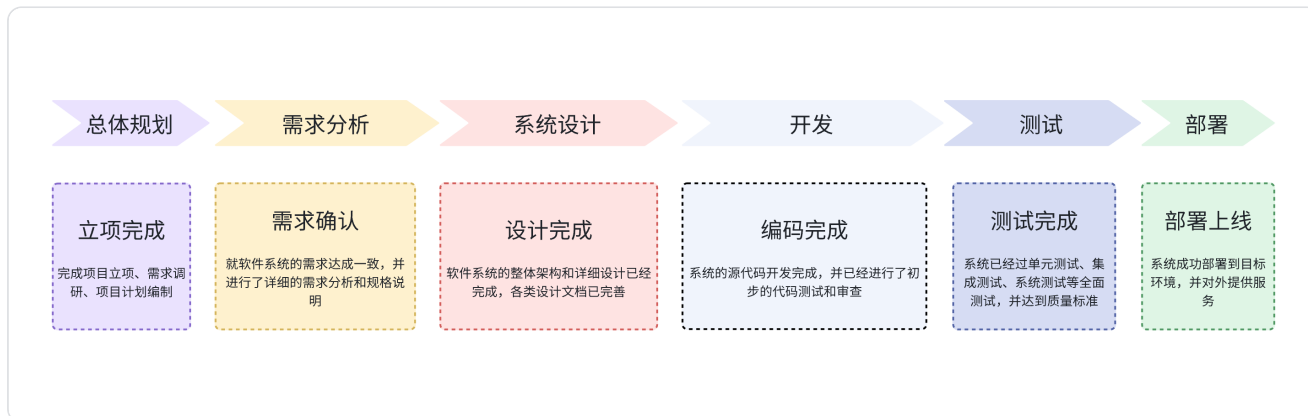 总体规划
需求分析
系统设计
开发
测试
部署
立项完成
完成项目立项、需求调
研、项目计划编制
需求确认
就软件系统的需求达成一致，并
进行了详细的需求分析和规格说
明
设计完成
软件系统的整体架构和详细设计已经
完成，各类设计文档已完善
编码完成
系统的源代码开发完成，并已经进行了初
步的代码测试和审查
测试完成
系统已经过单元测试、集
成测试、系统测试等全面
测试，并达到质量标准
部署上线
系统成功部署到目标
环境，并对外提供服
务